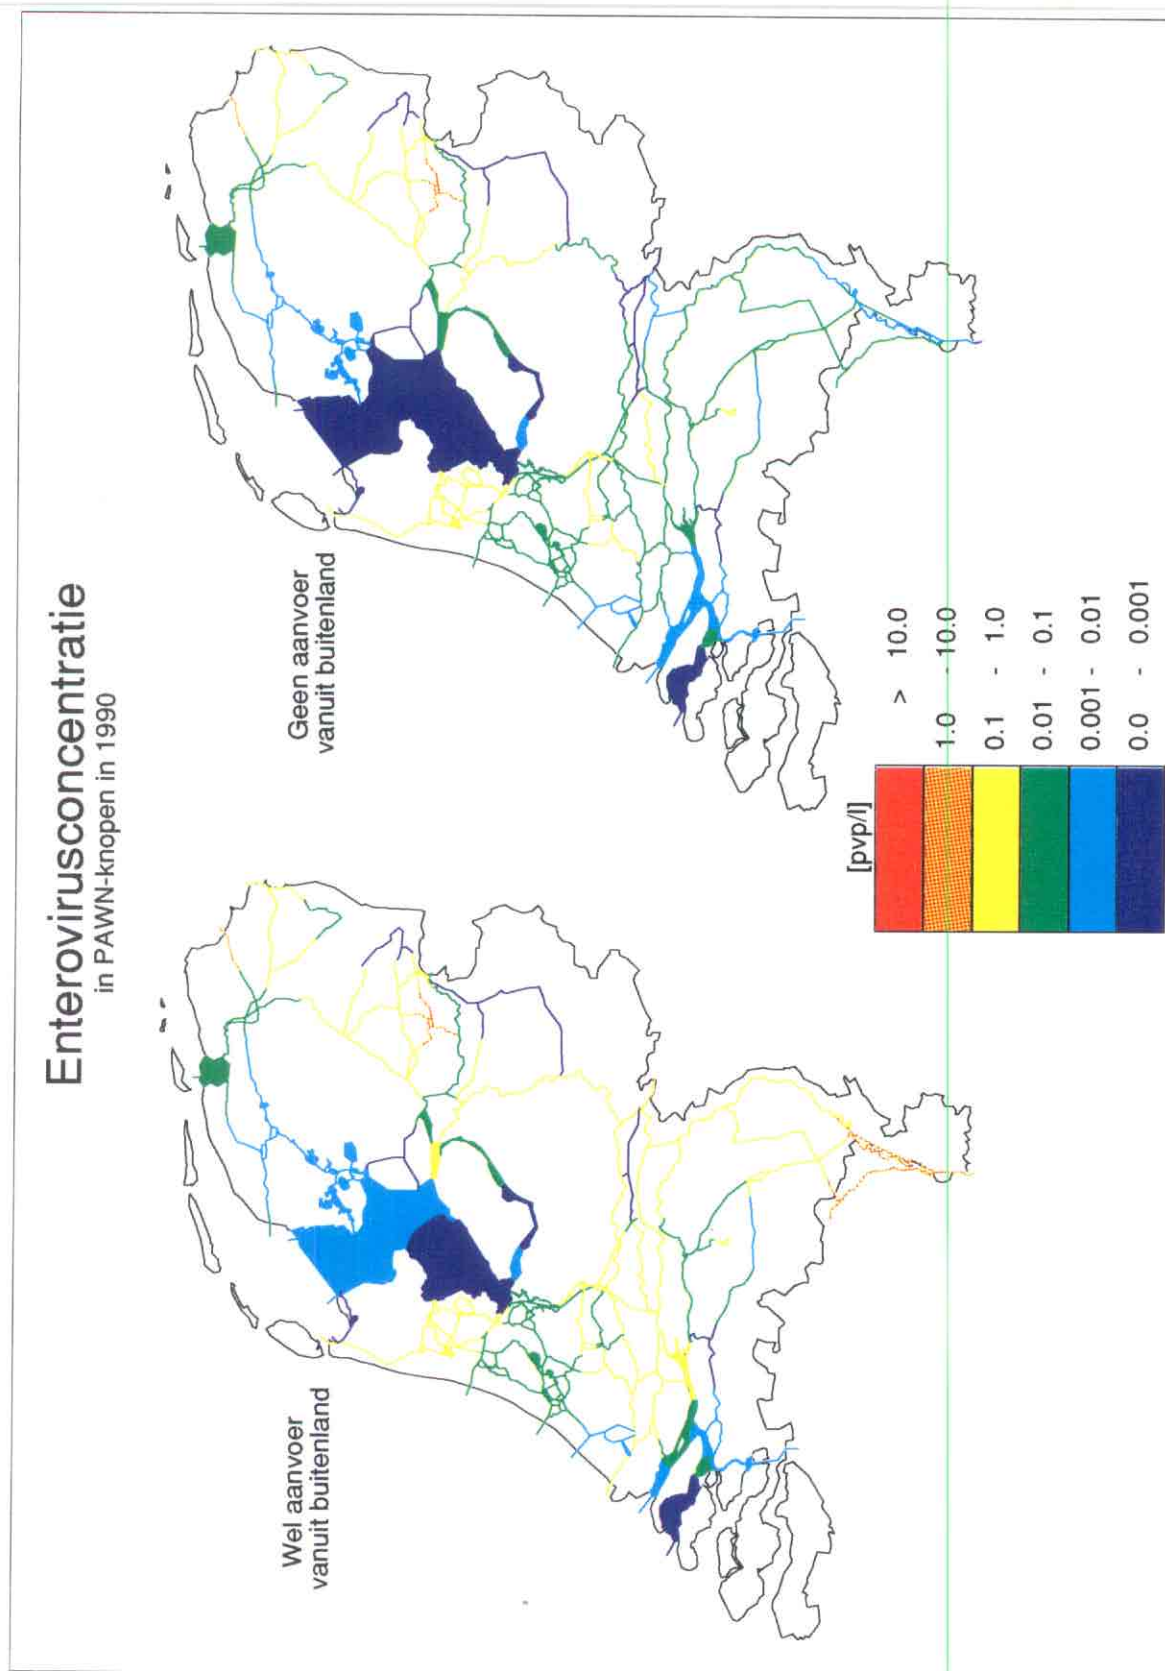 Enterovirusconcentratie
in PAWN-knopen in 1990
Wel aanvoer
vanuit buitenland
Geen aanvoer
vanuit buitenland
[pvp/l]
> 10.0
1.0 - 10.0
0.1 - 1.0
0.01 - 0.1
0.001 - 0.01
0.0 - 0.001